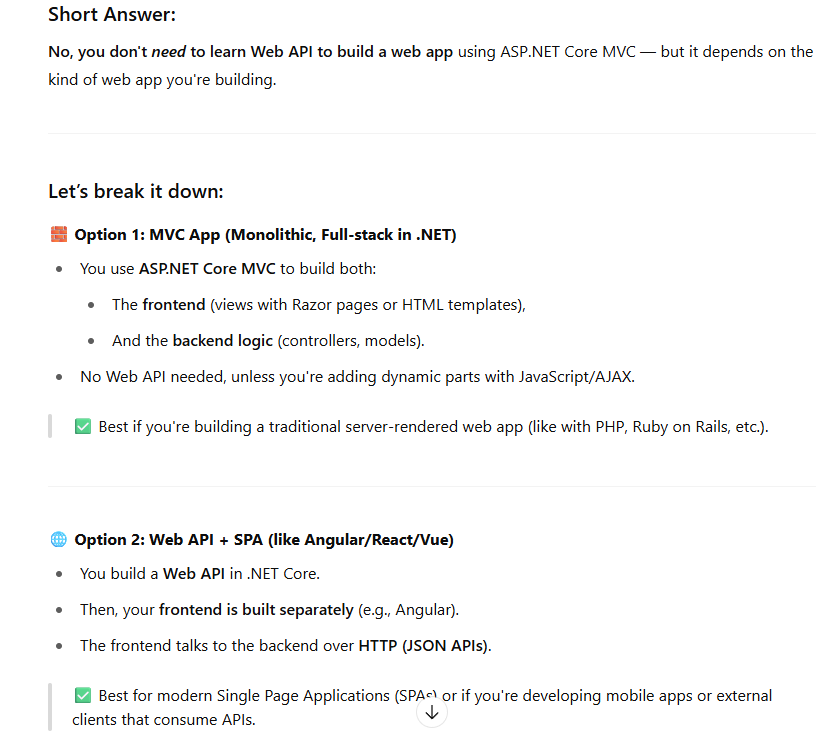 Short Answer:
No, you don't need to learn Web API to build a web app using ASP.NET Core MVC — but it depends on the
kind of web app you're building.
Let's break it down:
🧱 Option 1: MVC App (Monolithic, Full-stack in .NET)
• You use ASP.NET Core MVC to build both:
• The frontend (views with Razor pages or HTML templates),
• And the backend logic (controllers, models).
• No Web API needed, unless you're adding dynamic parts with JavaScript/AJAX.
✅ Best if you're building a traditional server-rendered web app (like with PHP, Ruby on Rails, etc.).
🌐 Option 2: Web API + SPA (like Angular/React/Vue)
• You build a Web API in .NET Core.
• Then, your frontend is built separately (e.g., Angular).
• The frontend talks to the backend over HTTP (JSON APIs).
✅ Best for modern Single Page Applications (SPAs) or if you're developing mobile apps or external
clients that consume APIs.